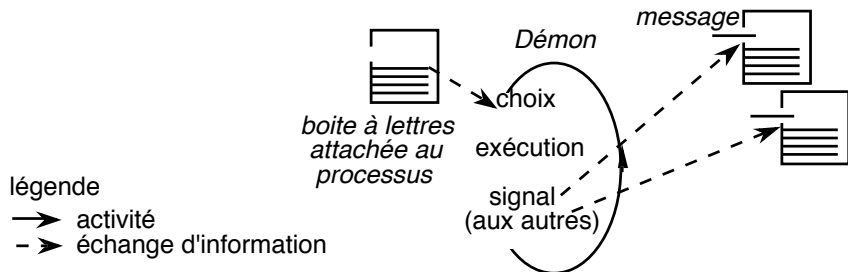 message
Démon
choix
boite à lettres
attachée au
processus
exécution
signal
(aux autres)
légende
activité
échange d'information